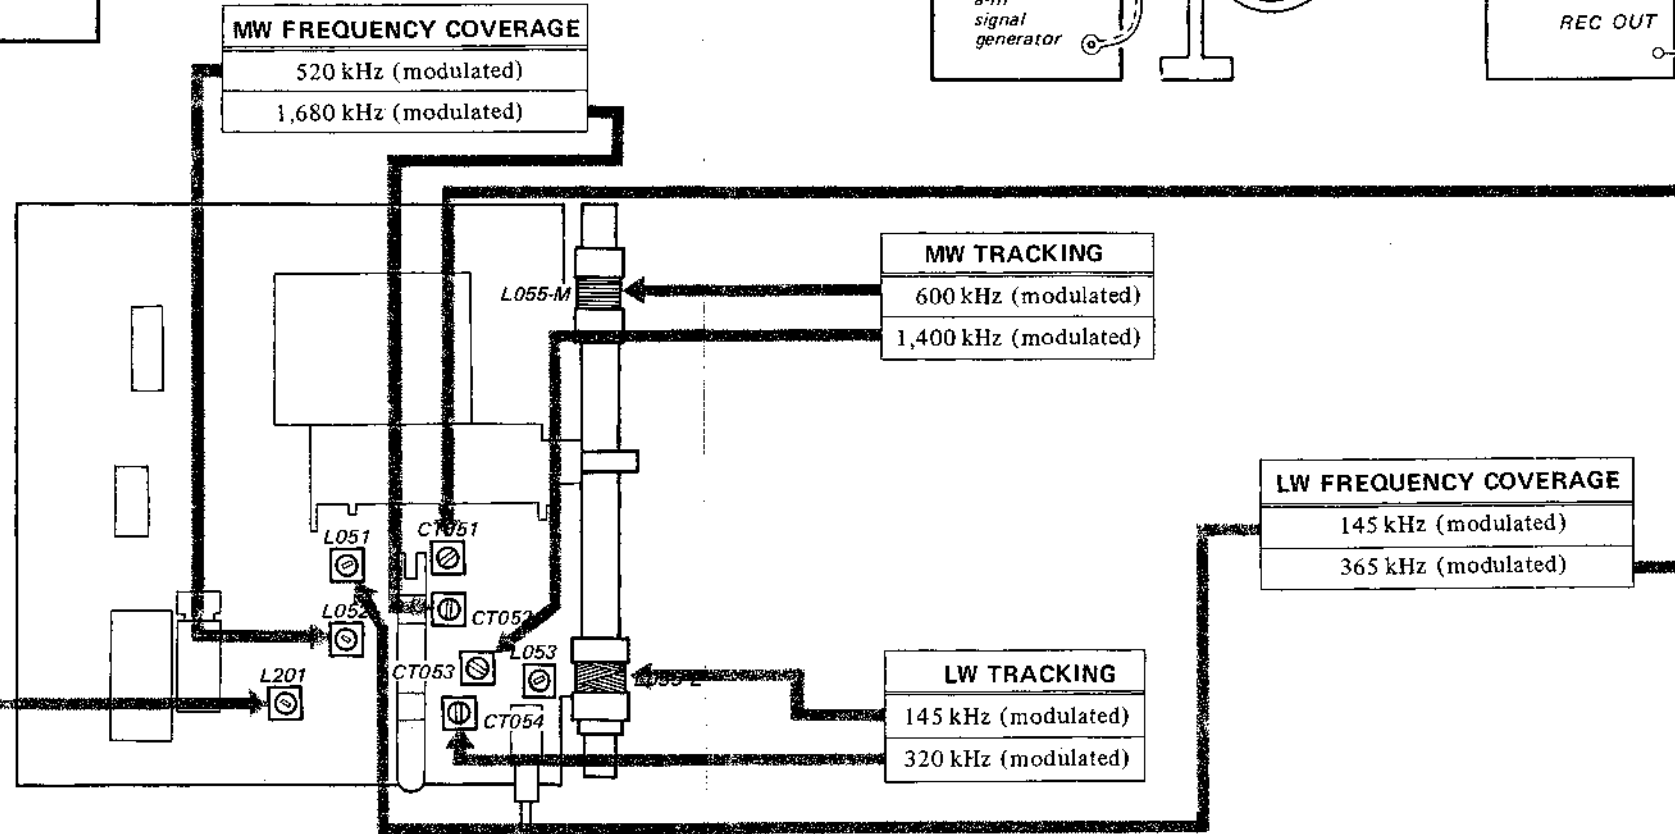 a-m
signal
generator
REC OUT
MW FREQUENCY COVERAGE
520 kHz (modulated)
1,680 kHz (modulated)
MW TRACKING
600 kHz (modulated)
1,400 kHz (modulated)
L055-M
LW FREQUENCY COVERAGE
145 kHz (modulated)
365 kHz (modulated)
L051
CT051
L052
CT052
CT053
L053
L201
CT054
LW TRACKING
145 kHz (modulated)
320 kHz (modulated)